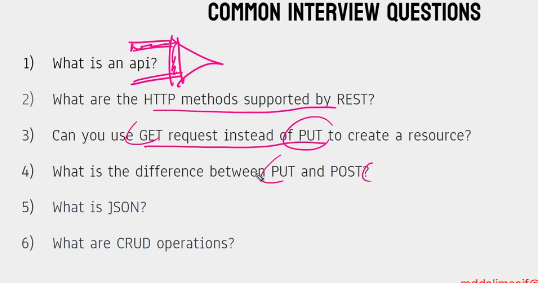 COMMON INTERVIEW QUESTIONS
1) What is an api?
2) What are the HTTP methods supported by REST?
3) Can you use GET request instead of PUT to create a resource?
4) What is the difference between PUT and POST?
5) What is JSON?
6) What are CRUD operations?